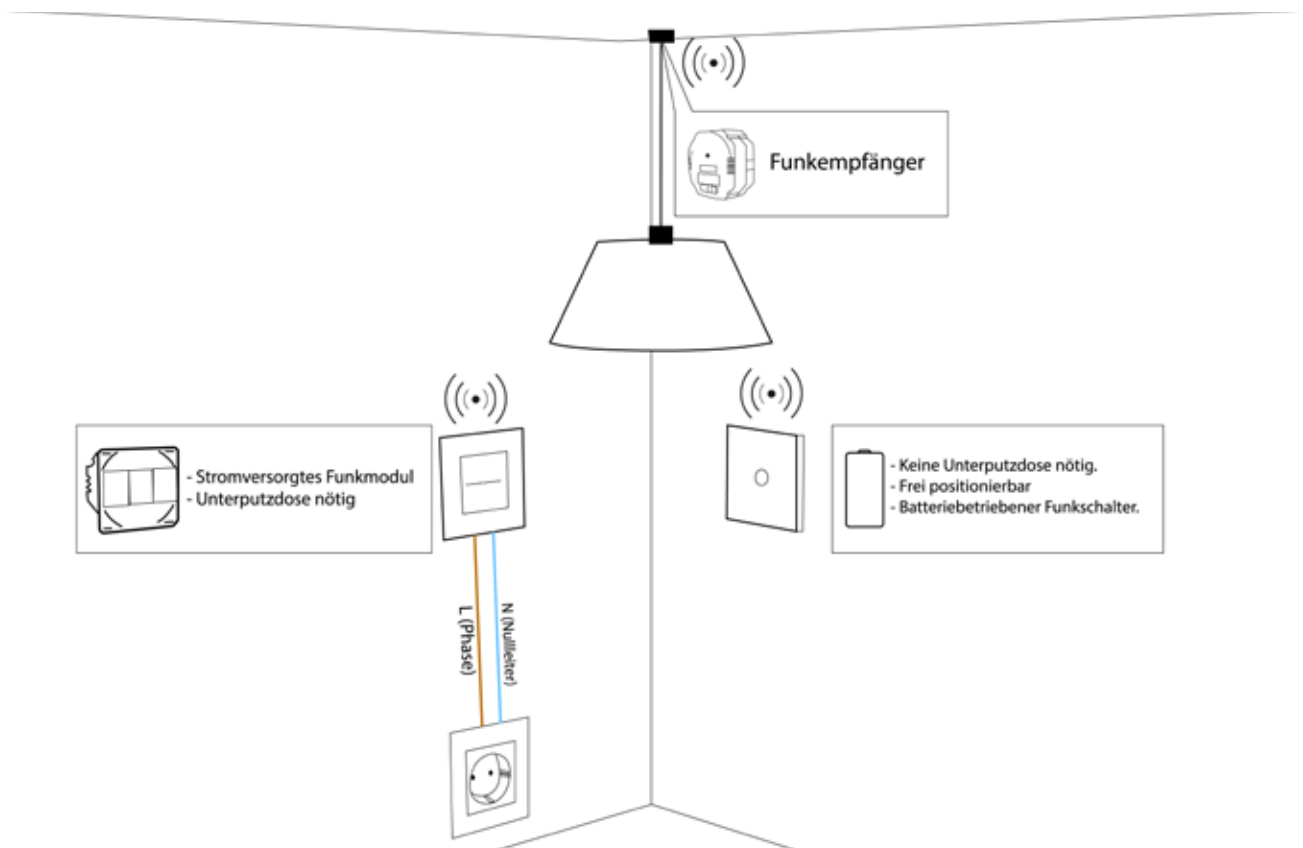 Funkempfänger
- Stromversorgtes Funkmodul
- Unterputzdose nötig
- Keine Unterputzdose nötig.
- Frei positionierbar
- Batteriebetriebener Funkschalter.
L (Phase)
N (Nullleiter)